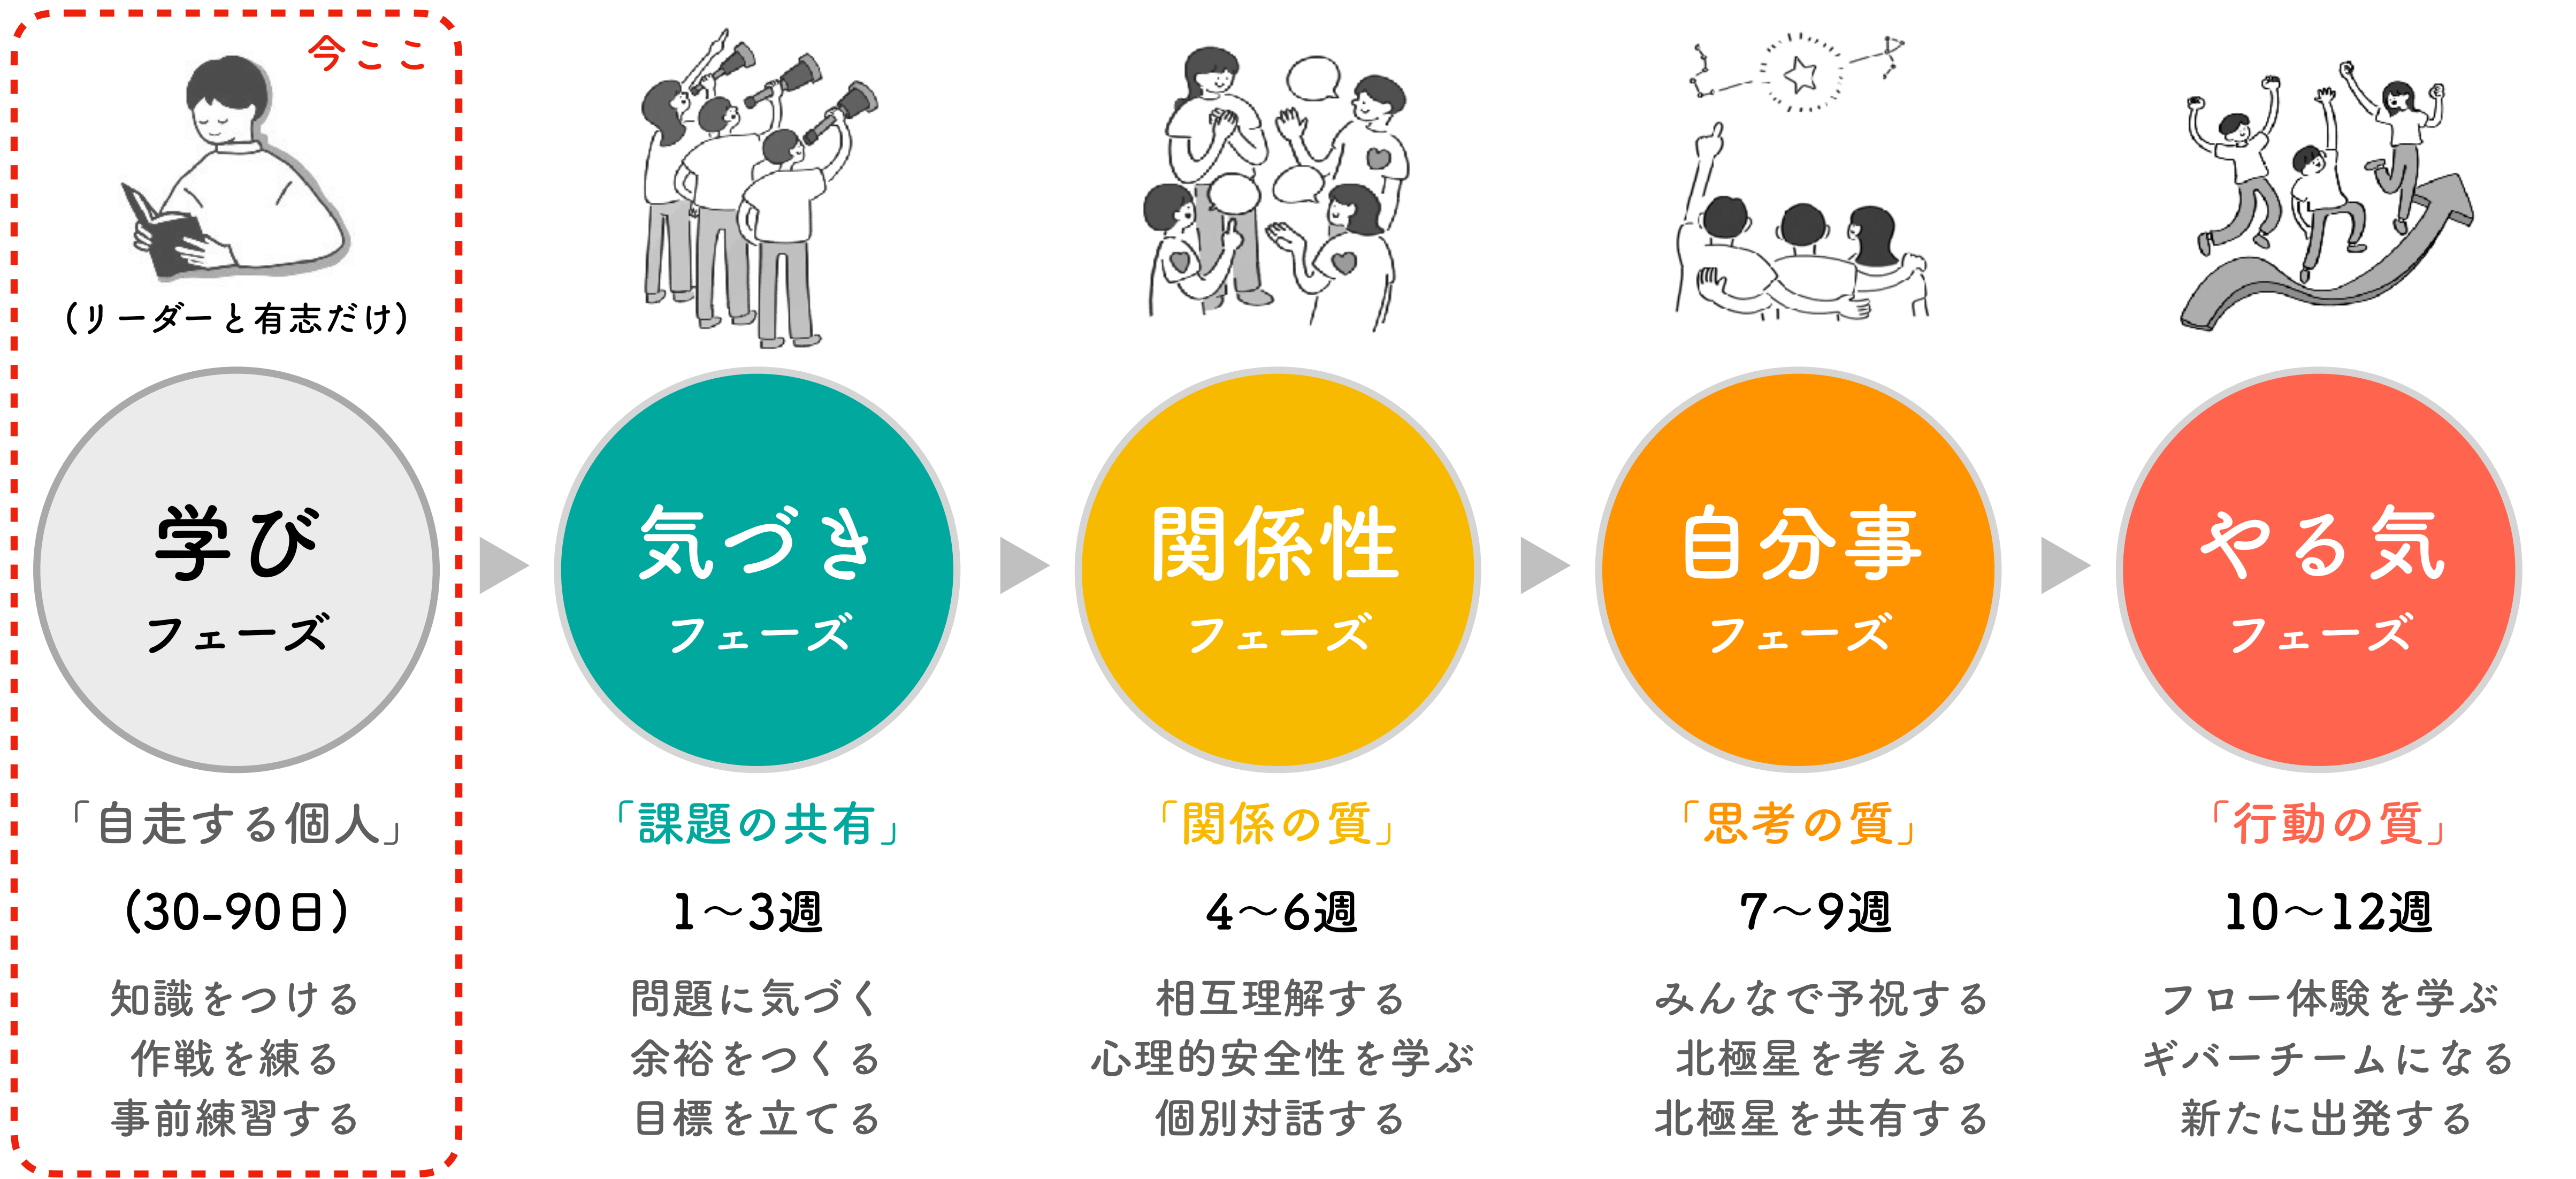 今ここ
(リーダーと有志だけ)
学び
フェーズ
「自走する個人」
(30-90日)
知識をつける
作戦を練る
事前練習する
気づき
フェーズ
「課題の共有」
1〜3週
問題に気づく
余裕をつくる
目標を立てる
関係性
フェーズ
「関係の質」
4〜6週
相互理解する
心理的安全性を学ぶ
個別対話する
自分事
フェーズ
「思考の質」
7〜9週
みんなで予祝する
北極星を考える
北極星を共有する
やる気
フェーズ
「行動の質」
10〜12週
フロー体験を学ぶ
ギバーチームになる
新たに出発する